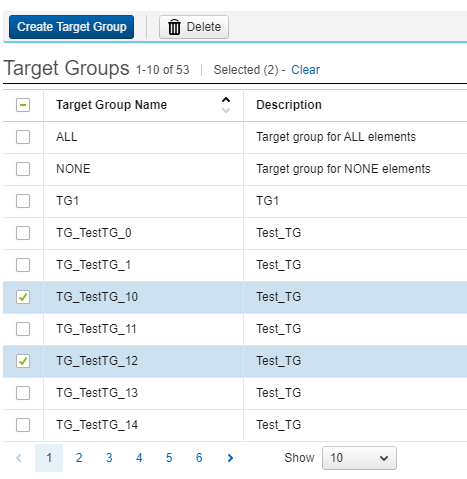 Create Target Group Delete
Target Groups 1-10 of 53 Selected (2) - Clear
Target Group Name Description
ALL Target group for ALL elements
NONE Target group for NONE elements
TG1 TG1
TG_TestTG_0 Test_TG
TG_TestTG_1 Test_TG
TG_TestTG_10 Test_TG
TG_TestTG_11 Test_TG
TG_TestTG_12 Test_TG
TG_TestTG_13 Test_TG
TG_TestTG_14 Test_TG
1 2 3 4 5 6 Show 10